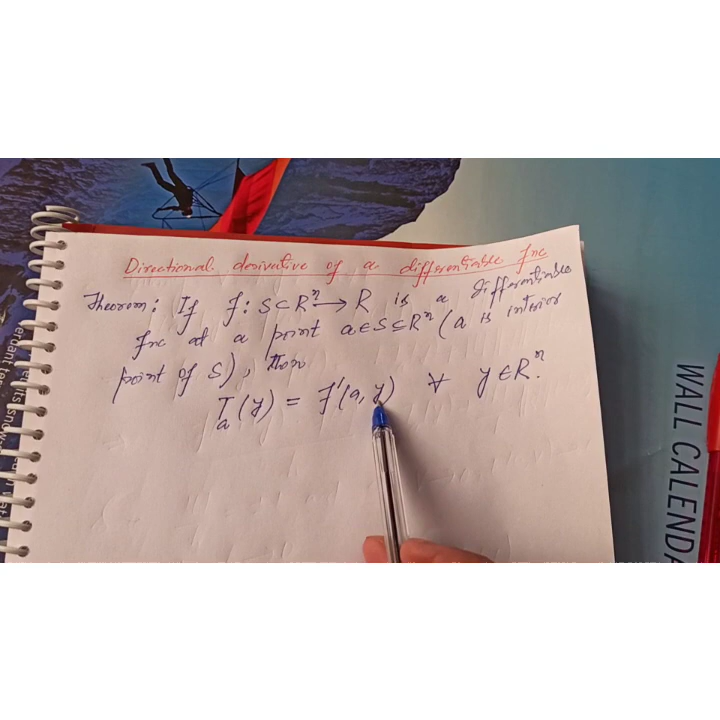 Directional derivative of a differentiable fnc
Theorem: If f: S⊂Rⁿ → R is a differentiable
fnc at a point a∈S⊆Rⁿ (a is interior
point of S), then
Tₐ(y) = f'(a, y) ∀ y∈Rⁿ.
WALL CALENDA